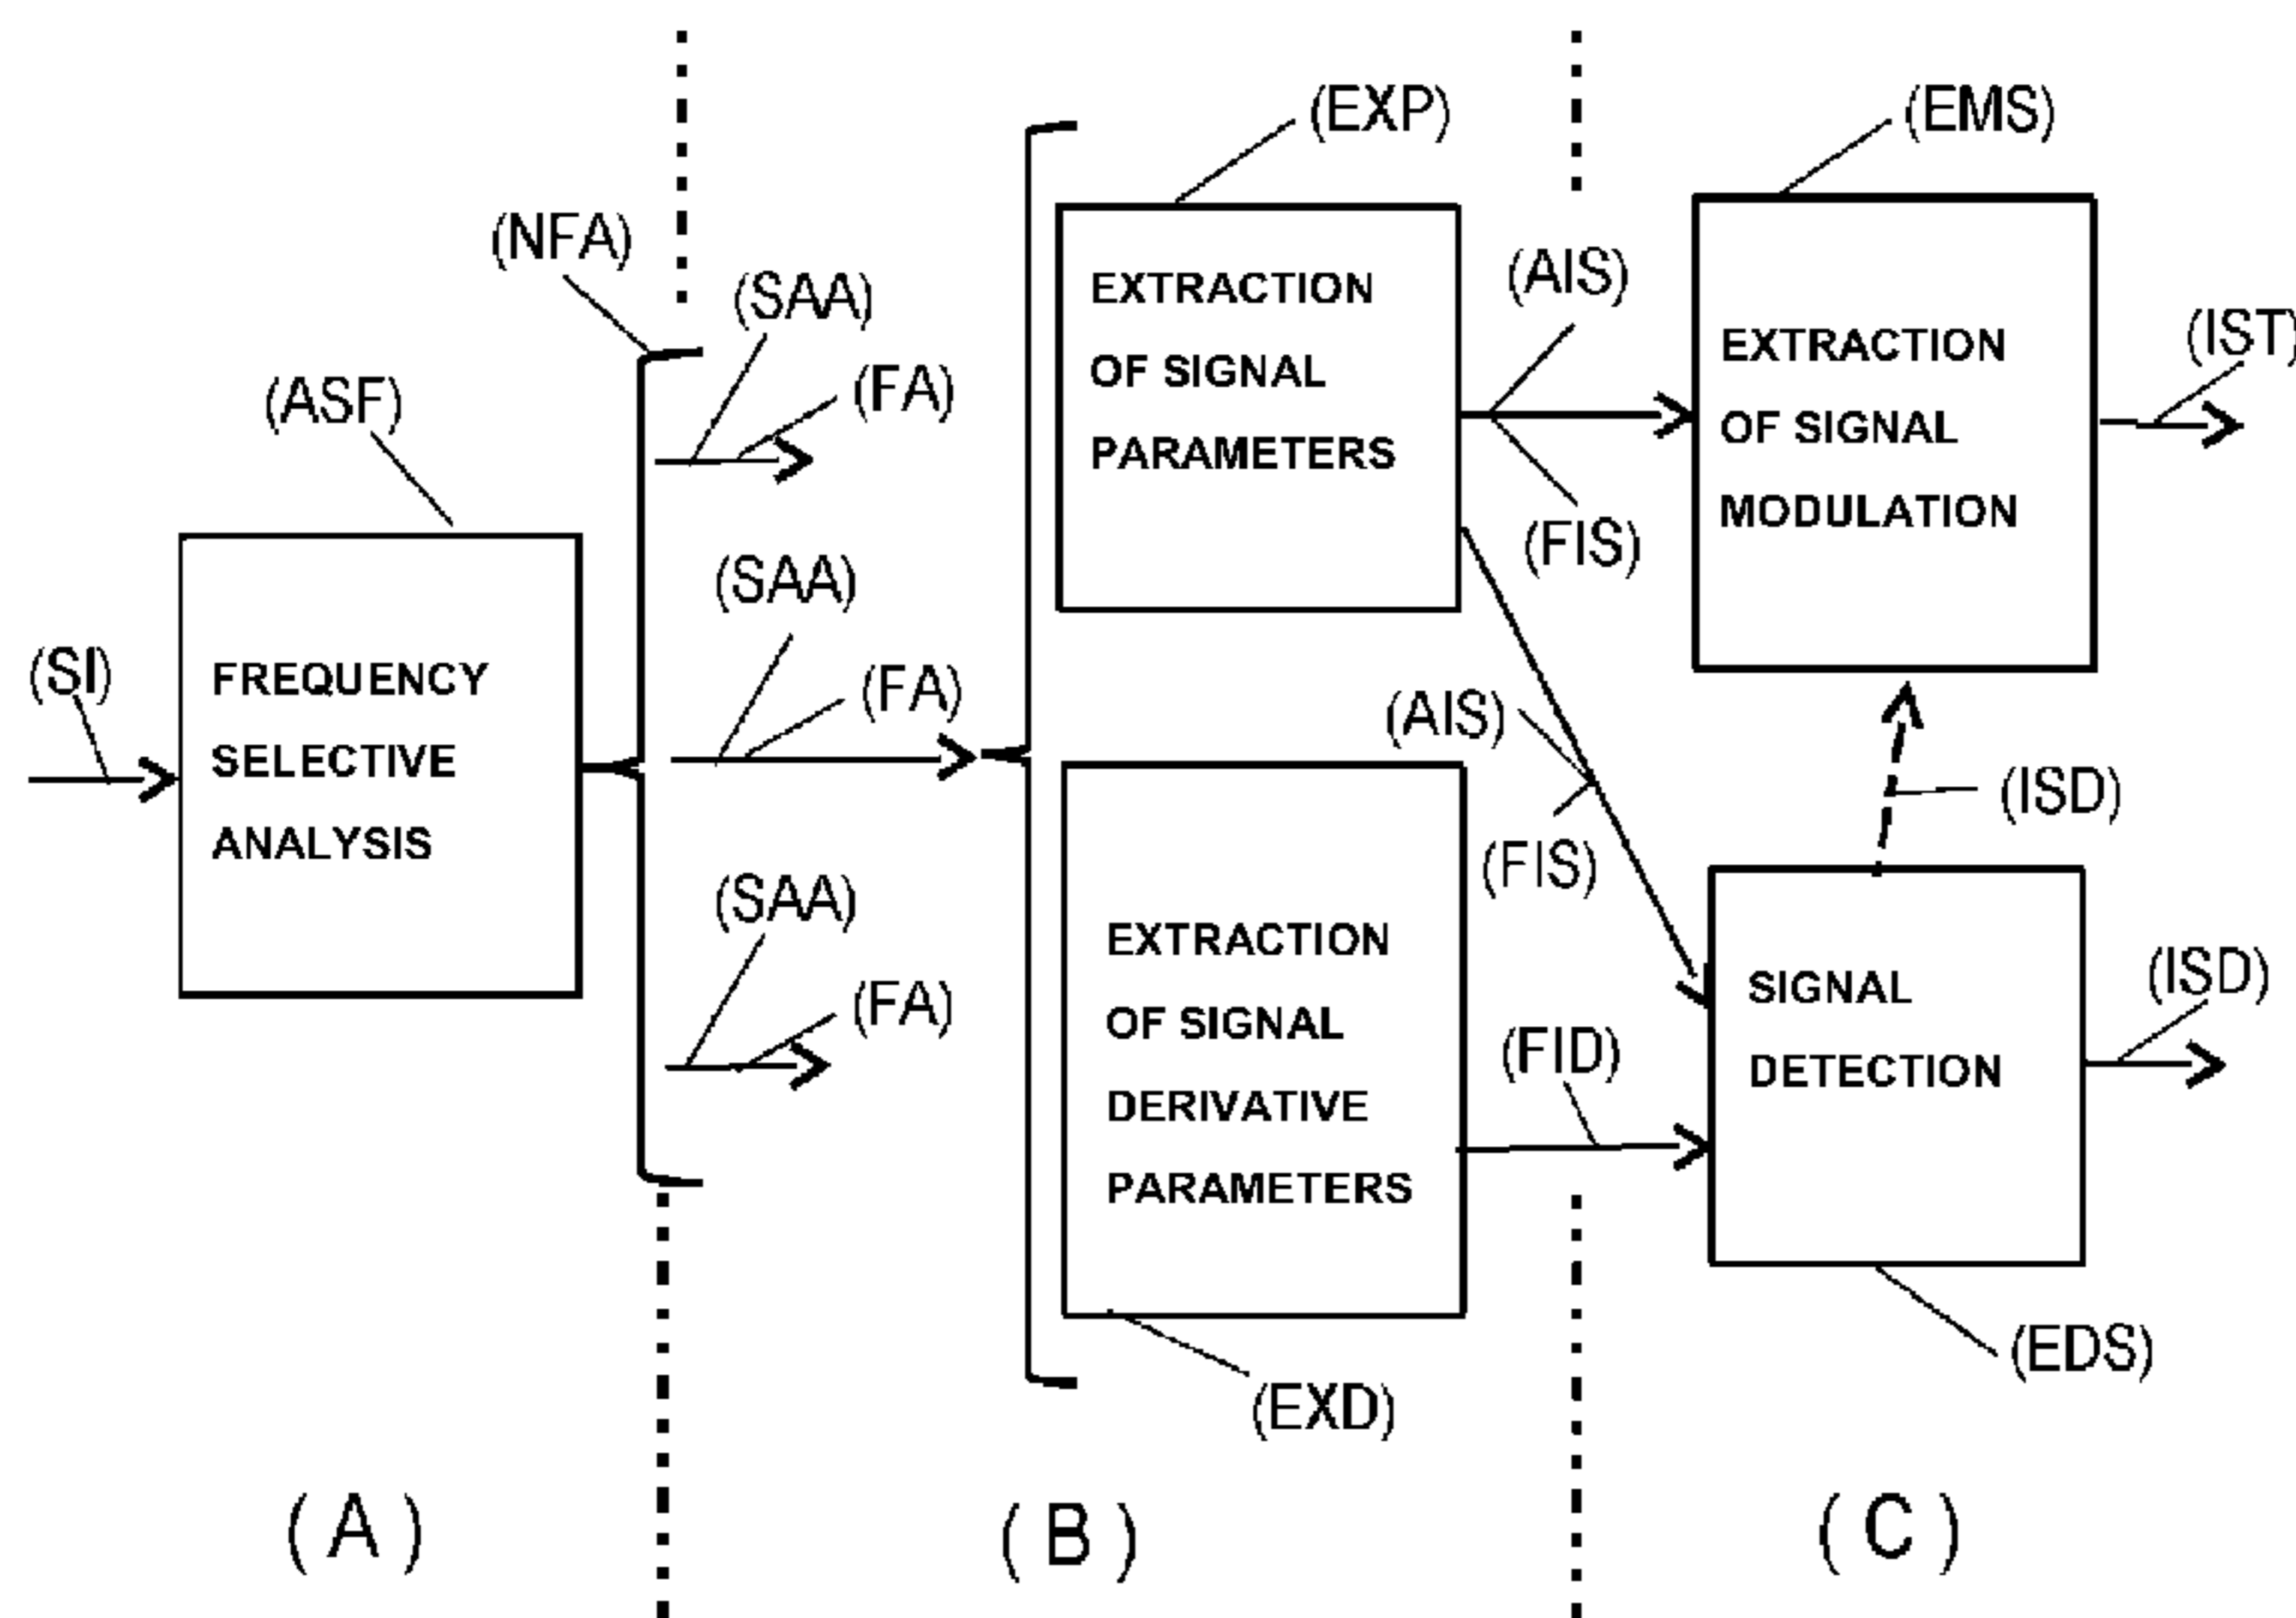 (SI)
(ASF)
FREQUENCY
SELECTIVE
ANALYSIS
(NFA)
(SAA)
(FA)
(SAA)
(FA)
(SAA)
(FA)
(EXP)
EXTRACTION
OF SIGNAL
PARAMETERS
EXTRACTION
OF SIGNAL
DERIVATIVE
PARAMETERS
(EXD)
(AIS)
(FIS)
(AIS)
(FIS)
(FID)
(EMS)
EXTRACTION
OF SIGNAL
MODULATION
(IST)
(ISD)
SIGNAL
DETECTION
(ISD)
(EDS)
(A)
(B)
(C)